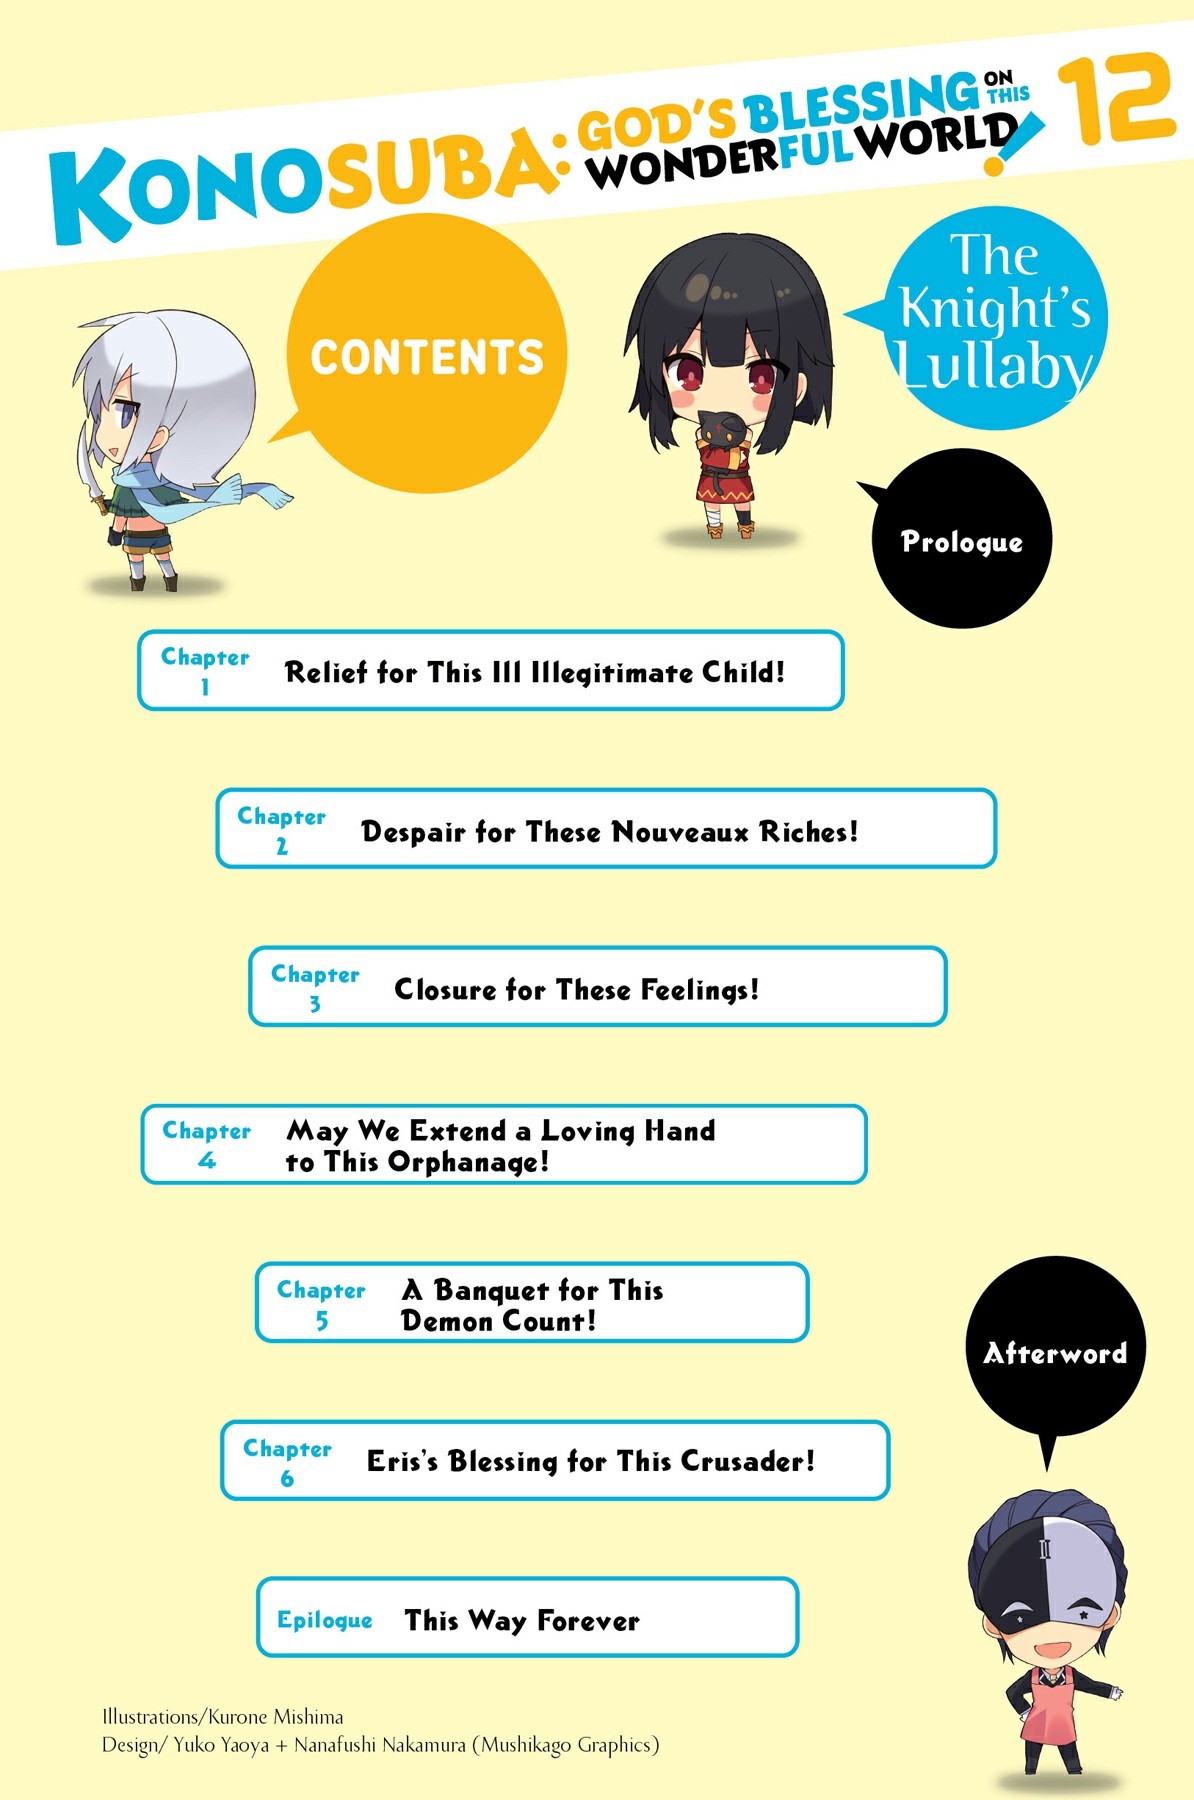 KONOSUBA: GOD'S BLESSING ON THIS
WONDERFUL WORLD! 12
CONTENTS
The
Knight's
Lullaby
Prologue
Chapter 1 Relief for This Ill Illegitimate Child!
Chapter 2 Despair for These Nouveaux Riches!
Chapter 3 Closure for These Feelings!
Chapter 4 May We Extend a Loving Hand
to This Orphanage!
Chapter 5 A Banquet for This
Demon Count!
Chapter 6 Eris's Blessing for This Crusader!
Epilogue This Way Forever
Afterword
II
Illustrations/Kurone Mishima
Design/ Yuko Yaoya + Nanafushi Nakamura (Mushikago Graphics)